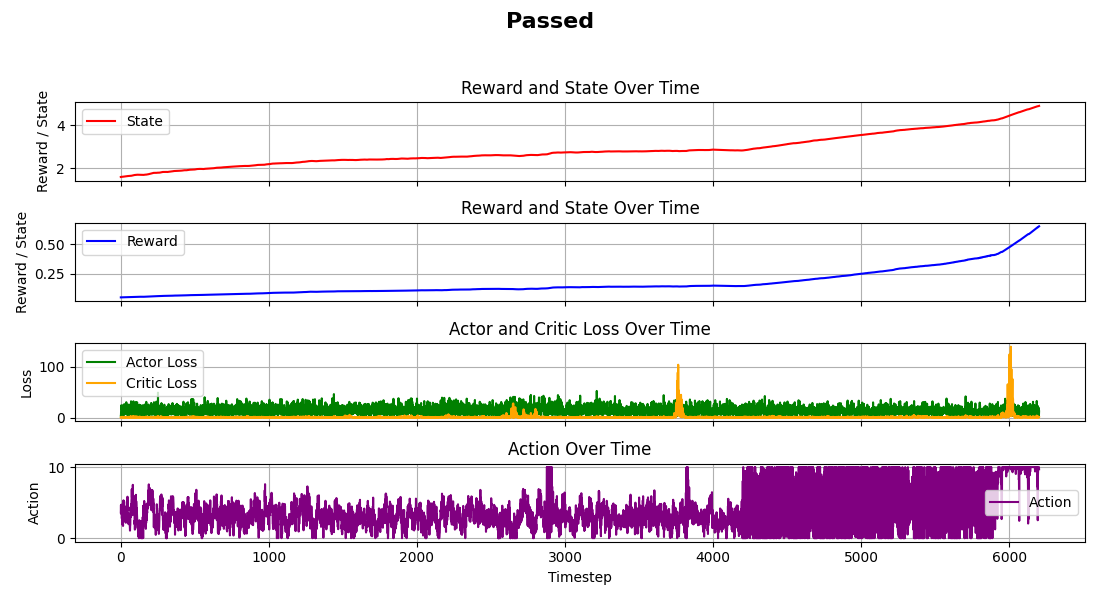 Passed
Reward and State Over Time
Reward / State
4
2
State
Reward and State Over Time
Reward / State
0.50
0.25
Reward
Actor and Critic Loss Over Time
Loss
100
0
Actor Loss
Critic Loss
Action Over Time
Action
10
0
Action
0 1000 2000 3000 4000 5000 6000
Timestep